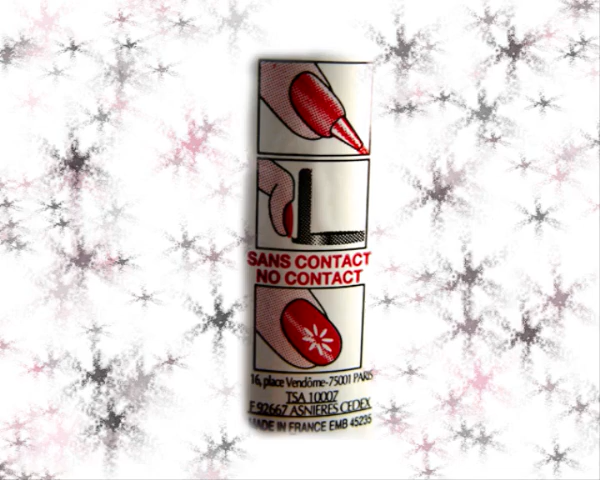 SANS CONTACT
NO CONTACT
16, place Vendôme-75001 PARIS
TSA 10007
F 92667 ASNIERES CEDEX
MADE IN FRANCE EMB 45235